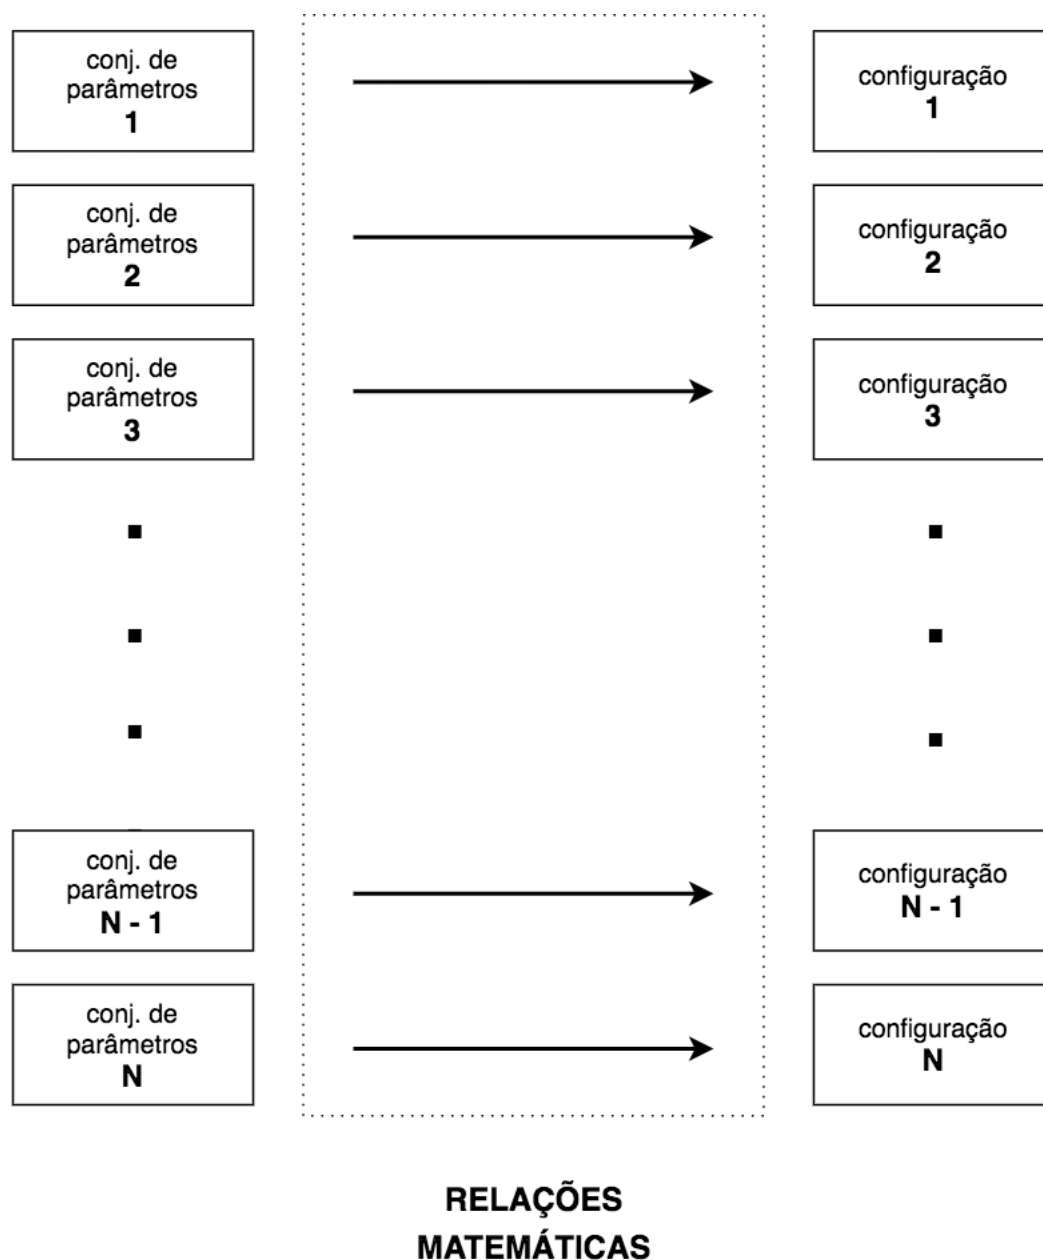 conj. de
parâmetros
1
configuração
1
conj. de
parâmetros
2
configuração
2
conj. de
parâmetros
3
configuração
3
conj. de
parâmetros
N - 1
configuração
N - 1
conj. de
parâmetros
N
configuração
N
RELAÇÕES
MATEMÁTICAS